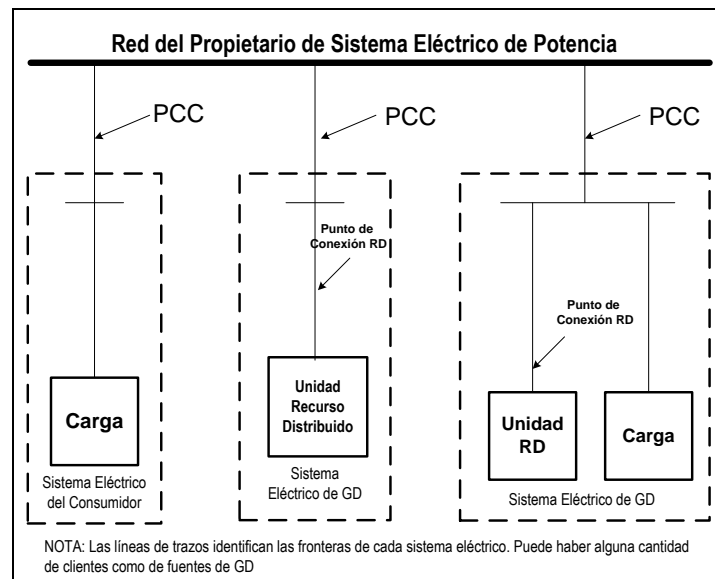 Red del Propietario de Sistema Eléctrico de Potencia
PCC
PCC
PCC
Punto de
Conexión RD
Punto de
Conexión RD
Carga
Unidad
Recurso
Distribuido
Unidad
RD
Carga
Sistema Eléctrico
del Consumidor
Sistema
Eléctrico de GD
Sistema Eléctrico de GD
NOTA: Las líneas de trazos identifican las fronteras de cada sistema eléctrico. Puede haber alguna cantidad
de clientes como de fuentes de GD